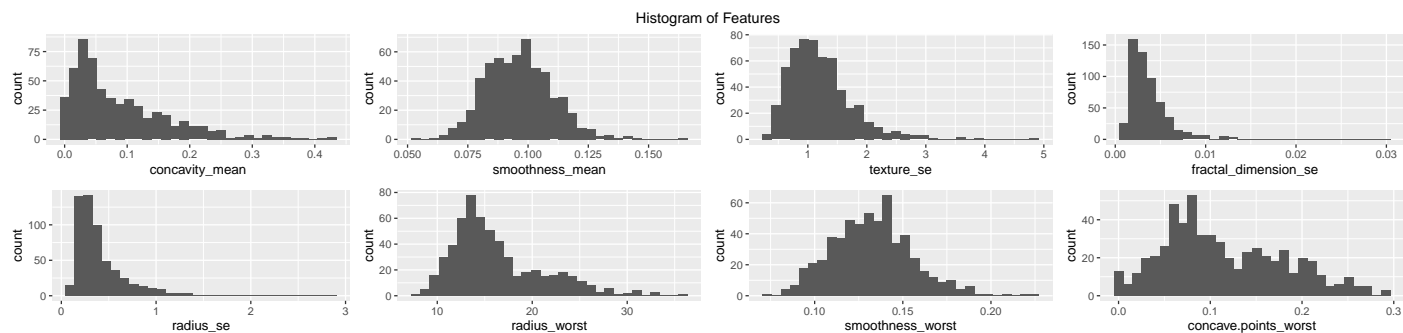 Histogram of Features
count
75
50
25
0
0.0 0.1 0.2 0.3 0.4
concavity_mean
count
60
40
20
0
0.050 0.075 0.100 0.125 0.150
smoothness_mean
count
80
60
40
20
0
1 2 3 4 5
texture_se
count
150
100
50
0
0.00 0.01 0.02 0.03
fractal_dimension_se
count
100
50
0
0 1 2 3
radius_se
count
80
60
40
20
0
10 20 30
radius_worst
count
60
40
20
0
0.10 0.15 0.20
smoothness_worst
count
40
20
0
0.0 0.1 0.2 0.3
concave.points_worst